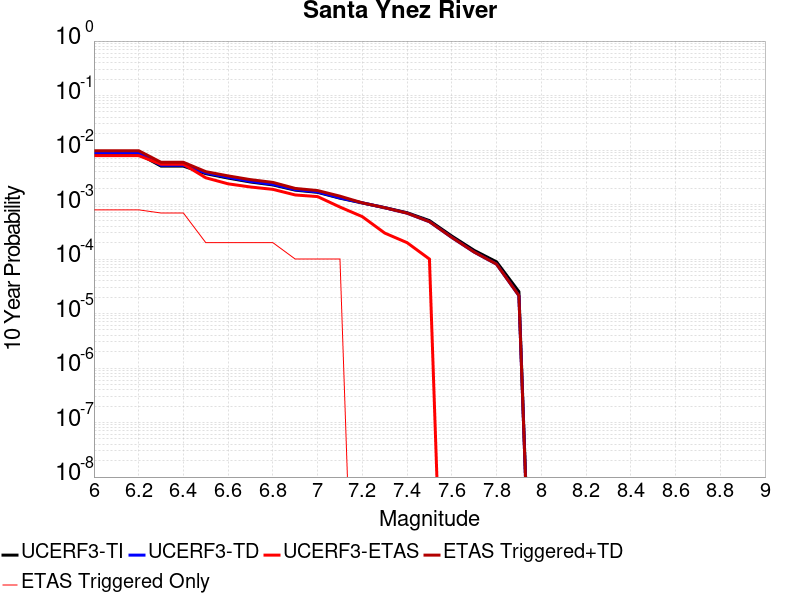 Santa Ynez River
10 0
10 -1
10 -2
10 -3
10 -4
10 -5
10 -6
10 -7
10 -8
10 Year Probability
6 6.2 6.4 6.6 6.8 7 7.2 7.4 7.6 7.8 8 8.2 8.4 8.6 8.8 9
Magnitude
UCERF3-TI UCERF3-TD UCERF3-ETAS ETAS Triggered+TD
ETAS Triggered Only